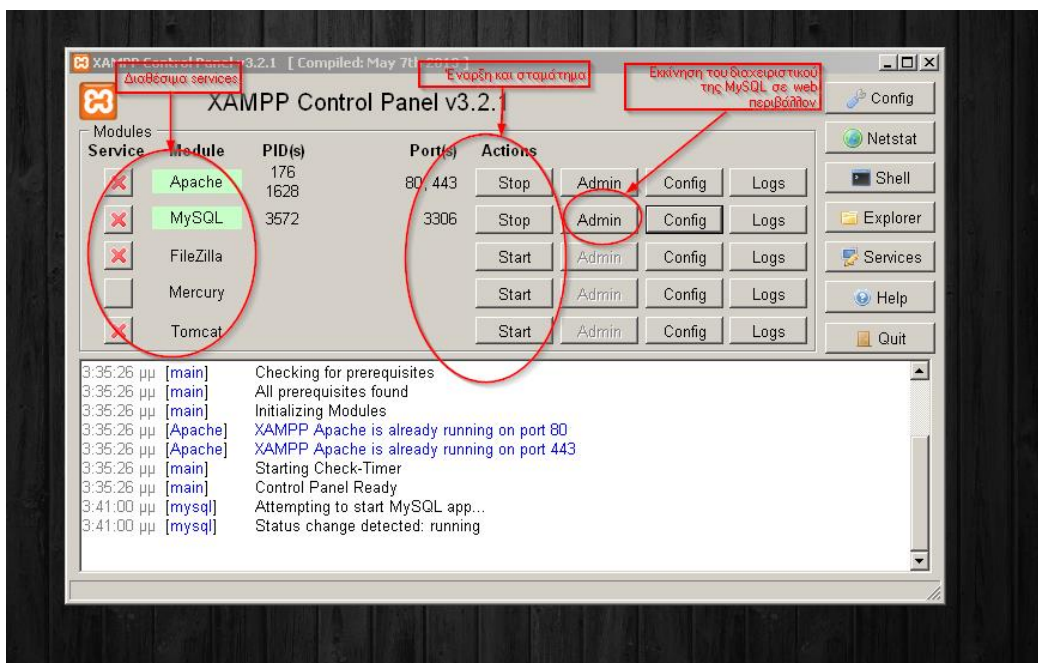 XAMPP Control Panel v3.2.1 [ Compiled: May 7th 2013 ]
Διαθέσιμα services
Έναρξη και σταμάτημα
Εκκίνηση του διαχειριστικού
της MySQL σε web
περιβάλλον
XAMPP Control Panel v3.2.1
Config
Modules
Service Module PID(s) Port(s) Actions
Netstat
Apache 176 1628 80, 443 Stop Admin Config Logs
Shell
MySQL 3572 3306 Stop Admin Config Logs
Explorer
FileZilla Start Admin Config Logs
Services
Mercury Start Admin Config Logs
Help
Tomcat Start Admin Config Logs
Quit
3:35:26 μμ [main] Checking for prerequisites
3:35:26 μμ [main] All prerequisites found
3:35:26 μμ [main] Initializing Modules
3:35:26 μμ [Apache] XAMPP Apache is already running on port 80
3:35:26 μμ [Apache] XAMPP Apache is already running on port 443
3:35:26 μμ [main] Starting Check-Timer
3:35:26 μμ [main] Control Panel Ready
3:41:00 μμ [mysql] Attempting to start MySQL app...
3:41:00 μμ [mysql] Status change detected: running